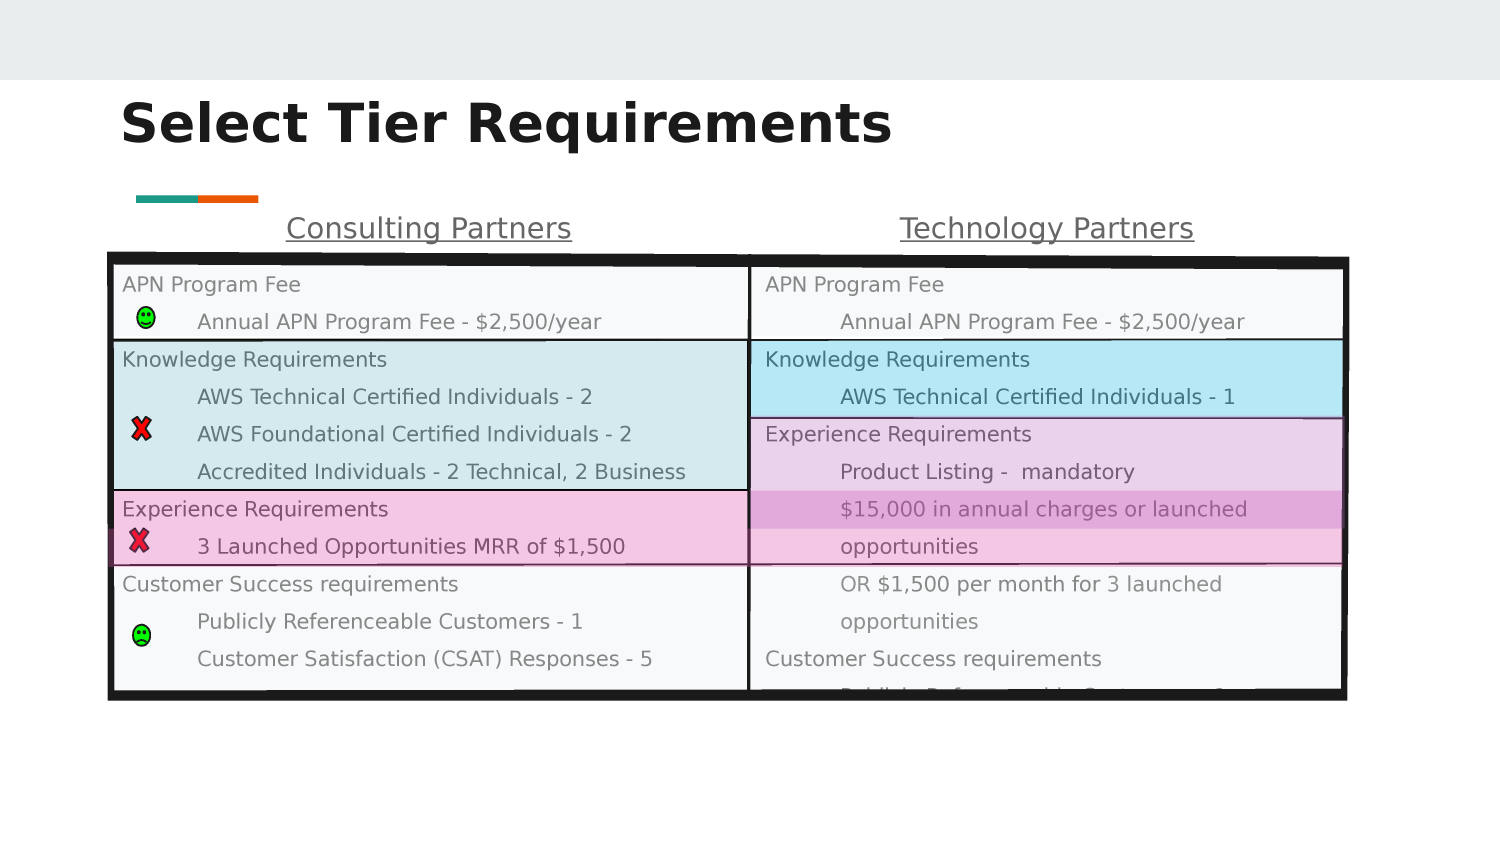 Select Tier Requirements
Consulting Partners
APN Program Fee
Annual APN Program Fee - $2,500/year
Knowledge Requirements
AWS Technical Certified Individuals - 2
AWS Foundational Certified Individuals - 2
Accredited Individuals - 2 Technical, 2 Business
Experience Requirements
3 Launched Opportunities MRR of $1,500
Customer Success requirements
Publicly Referenceable Customers - 1
Customer Satisfaction (CSAT) Responses - 5
Technology Partners
APN Program Fee
Annual APN Program Fee - $2,500/year
Knowledge Requirements
AWS Technical Certified Individuals - 1
Experience Requirements
Product Listing -  mandatory
$15,000 in annual charges or launched
opportunities
OR $1,500 per month for 3 launched
opportunities
Customer Success requirements